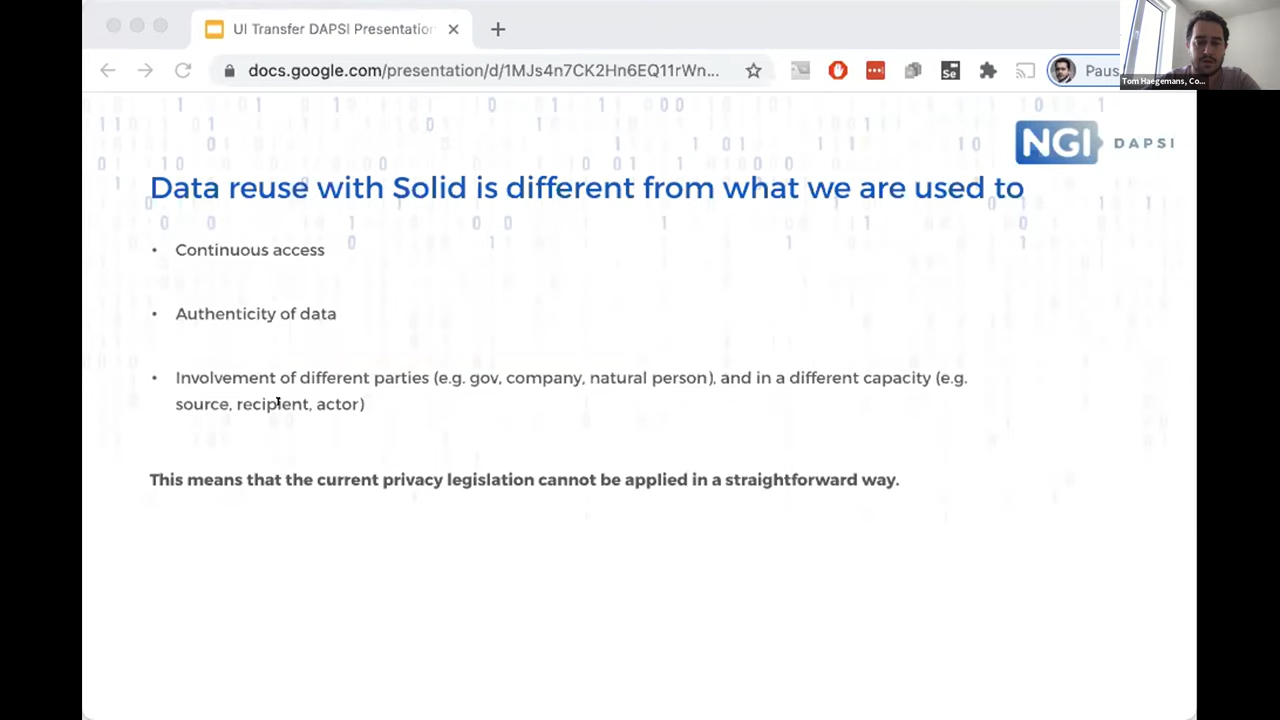 UI Transfer DAPSI Presentation
docs.google.com/presentation/d/1MJs4n7CK2Hn6EQ11rWn...
Se
Paus
Tom Haegemans, Co...
NGI DAPSI
Data reuse with Solid is different from what we are used to
• Continuous access
• Authenticity of data
• Involvement of different parties (e.g. gov, company, natural person), and in a different capacity (e.g.
source, recipient, actor)
This means that the current privacy legislation cannot be applied in a straightforward way.